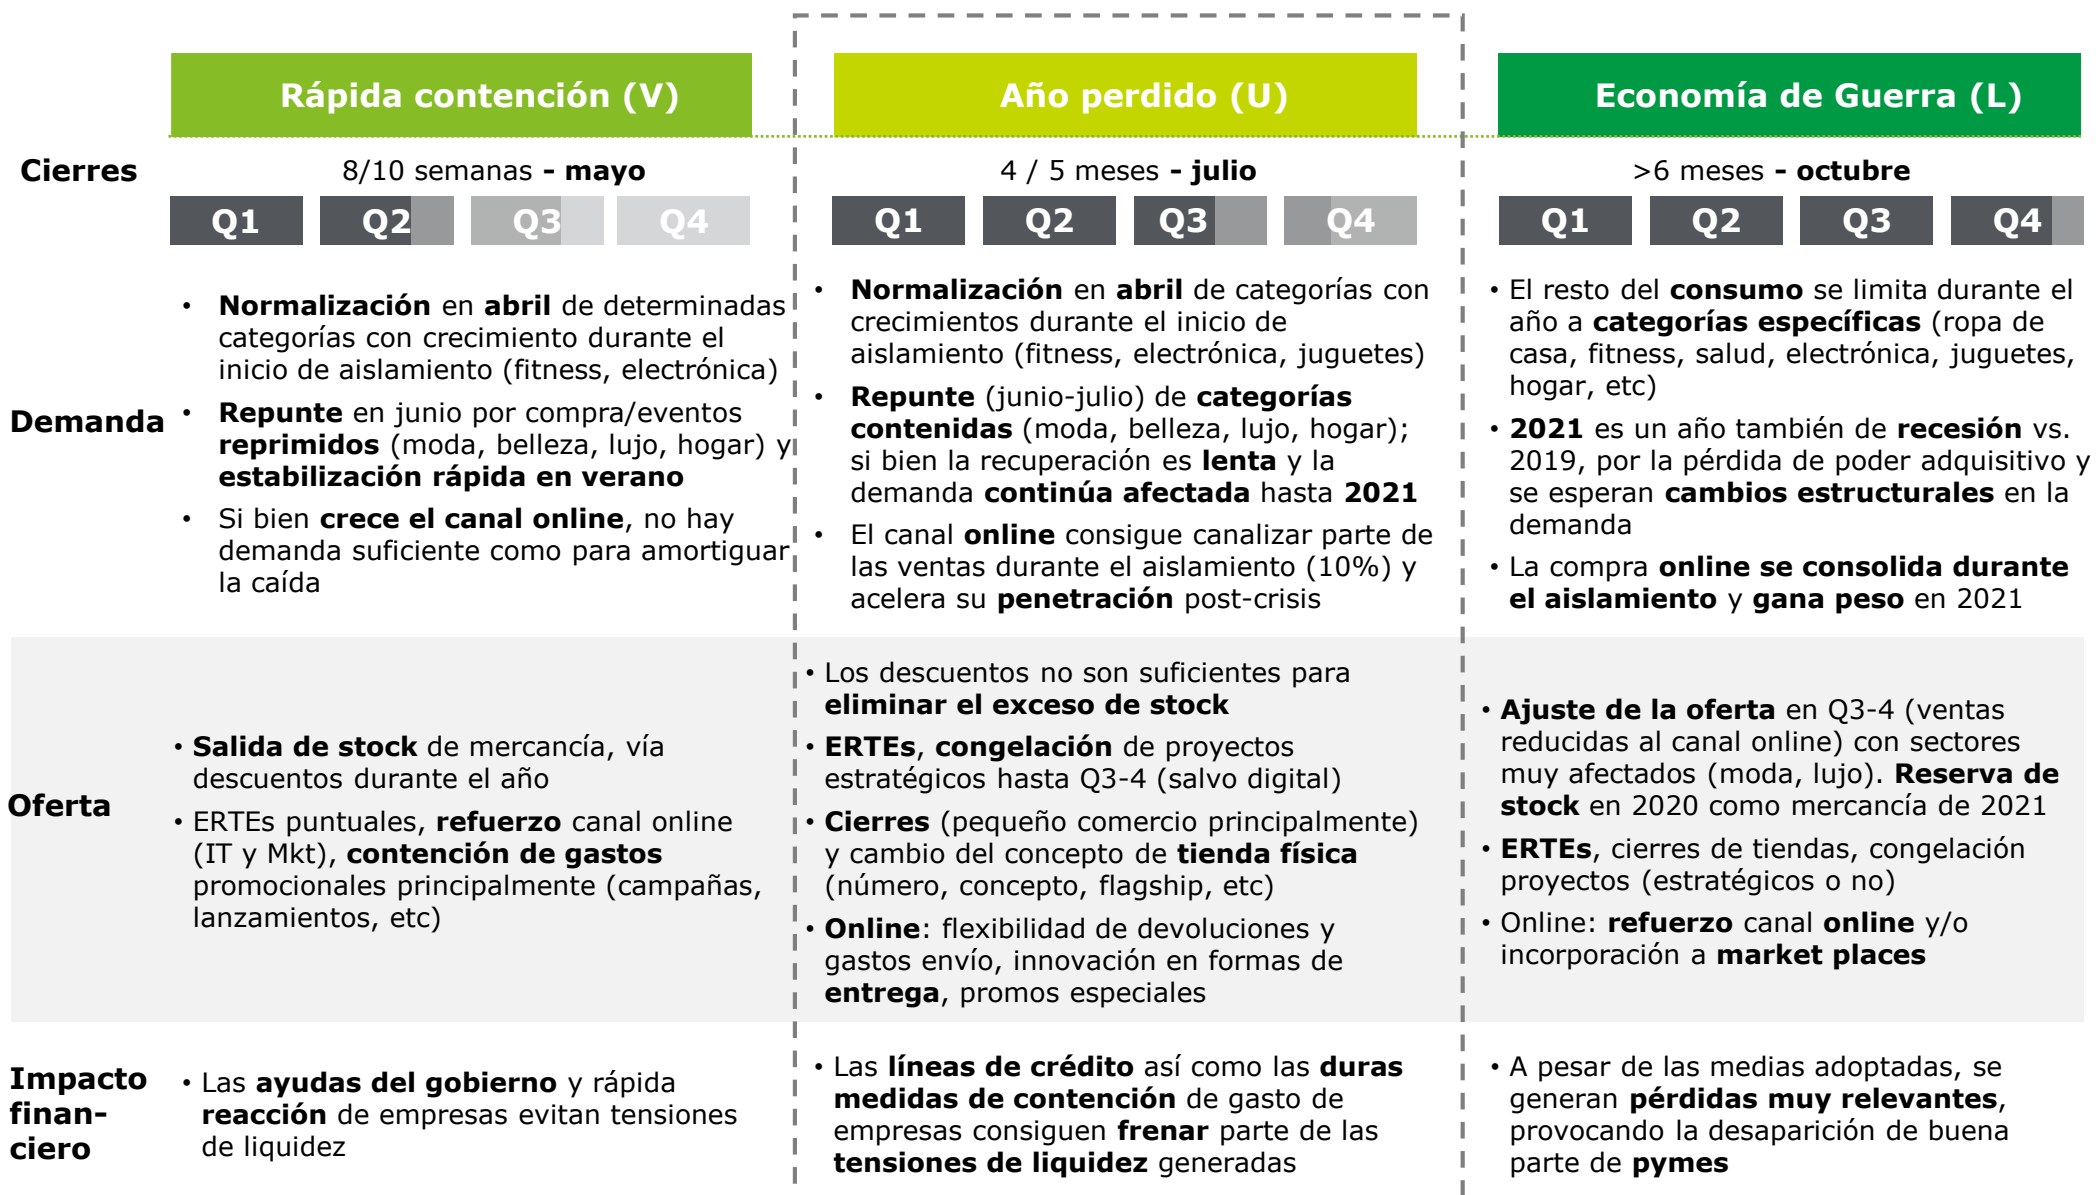 Rápida contención (V)
Año perdido (U)
Economía de Guerra (L)
Cierres
8/10 semanas - mayo
4 / 5 meses - julio
>6 meses - octubre
Q1
Q2
Q3
Q4
Q1
Q2
Q3
Q4
Q1
Q2
Q3
Q4
Demanda
• Normalización en abril de determinadas
categorías con crecimiento durante el
inicio de aislamiento (fitness, electrónica)
• Repunte en junio por compra/eventos
reprimidos (moda, belleza, lujo, hogar) y
estabilización rápida en verano
• Si bien crece el canal online, no hay
demanda suficiente como para amortiguar
la caída
• Normalización en abril de categorías con
crecimientos durante el inicio de
aislamiento (fitness, electrónica, juguetes)
• Repunte (junio-julio) de categorías
contenidas (moda, belleza, lujo, hogar);
si bien la recuperación es lenta y la
demanda continúa afectada hasta 2021
• El canal online consigue canalizar parte de
las ventas durante el aislamiento (10%) y
acelera su penetración post-crisis
• El resto del consumo se limita durante el
año a categorías específicas (ropa de
casa, fitness, salud, electrónica, juguetes,
hogar, etc)
• 2021 es un año también de recesión vs.
2019, por la pérdida de poder adquisitivo y
se esperan cambios estructurales en la
demanda
• La compra online se consolida durante
el aislamiento y gana peso en 2021
Oferta
• Salida de stock de mercancía, vía
descuentos durante el año
• ERTEs puntuales, refuerzo canal online
(IT y Mkt), contención de gastos
promocionales principalmente (campañas,
lanzamientos, etc)
• Los descuentos no son suficientes para
eliminar el exceso de stock
• ERTEs, congelación de proyectos
estratégicos hasta Q3-4 (salvo digital)
• Cierres (pequeño comercio principalmente)
y cambio del concepto de tienda física
(número, concepto, flagship, etc)
• Online: flexibilidad de devoluciones y
gastos envío, innovación en formas de
entrega, promos especiales
• Ajuste de la oferta en Q3-4 (ventas
reducidas al canal online) con sectores
muy afectados (moda, lujo). Reserva de
stock en 2020 como mercancía de 2021
• ERTEs, cierres de tiendas, congelación
proyectos (estratégicos o no)
• Online: refuerzo canal online y/o
incorporación a market places
Impacto
finan-
ciero
• Las ayudas del gobierno y rápida
reacción de empresas evitan tensiones
de liquidez
• Las líneas de crédito así como las duras
medidas de contención de gasto de
empresas consiguen frenar parte de las
tensiones de liquidez generadas
• A pesar de las medias adoptadas, se
generan pérdidas muy relevantes,
provocando la desaparición de buena
parte de pymes